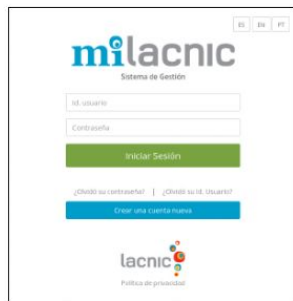 ES EN PT
milacnic
Sistema de Gestión
Id. usuario
Contraseña
Iniciar Sesión
¿Olvidó su contraseña? | ¿Olvidó su Id. Usuario?
Crear una cuenta nueva
lacnic
Política de privacidad